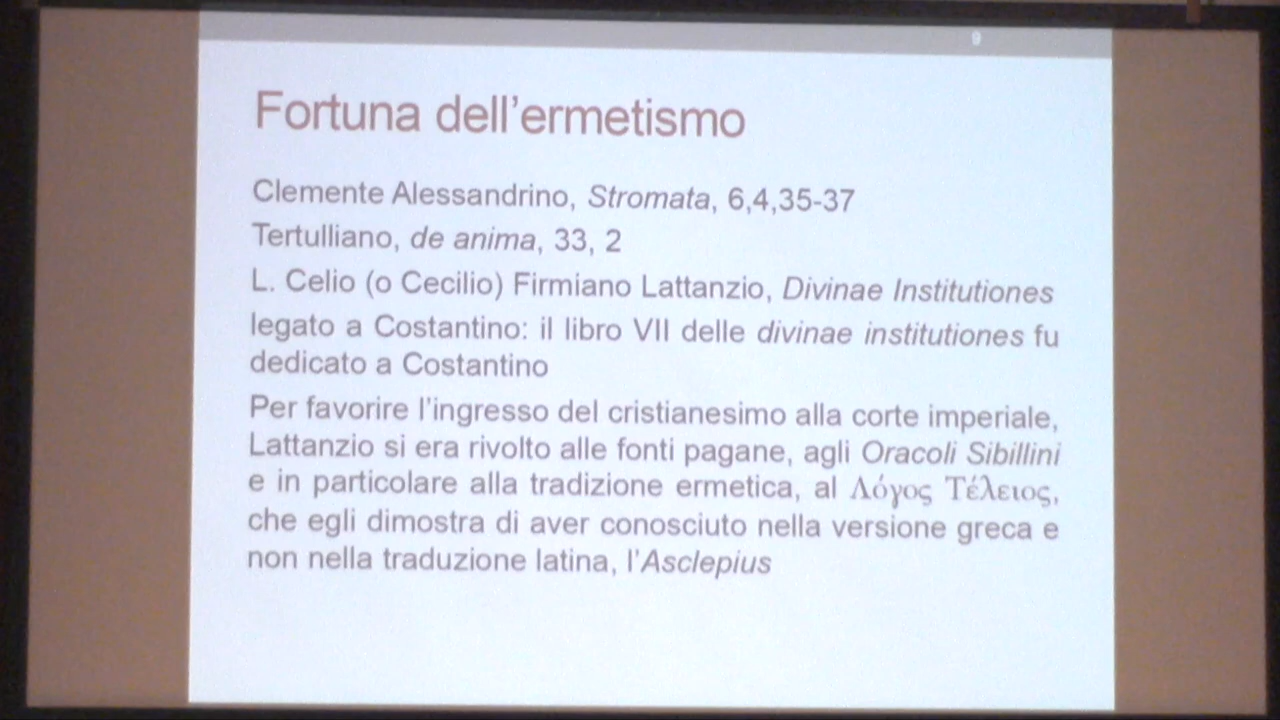 9
Fortuna dell’ermetismo
Clemente Alessandrino, Stromata, 6,4,35-37
Tertulliano, de anima, 33, 2
L. Celio (o Cecilio) Firmiano Lattanzio, Divinae Institutiones
legato a Costantino: il libro VII delle divinae institutiones fu
dedicato a Costantino
Per favorire l’ingresso del cristianesimo alla corte imperiale,
Lattanzio si era rivolto alle fonti pagane, agli Oracoli Sibillini
e in particolare alla tradizione ermetica, al Λόγος Τέλειος,
che egli dimostra di aver conosciuto nella versione greca e
non nella traduzione latina, l’Asclepius